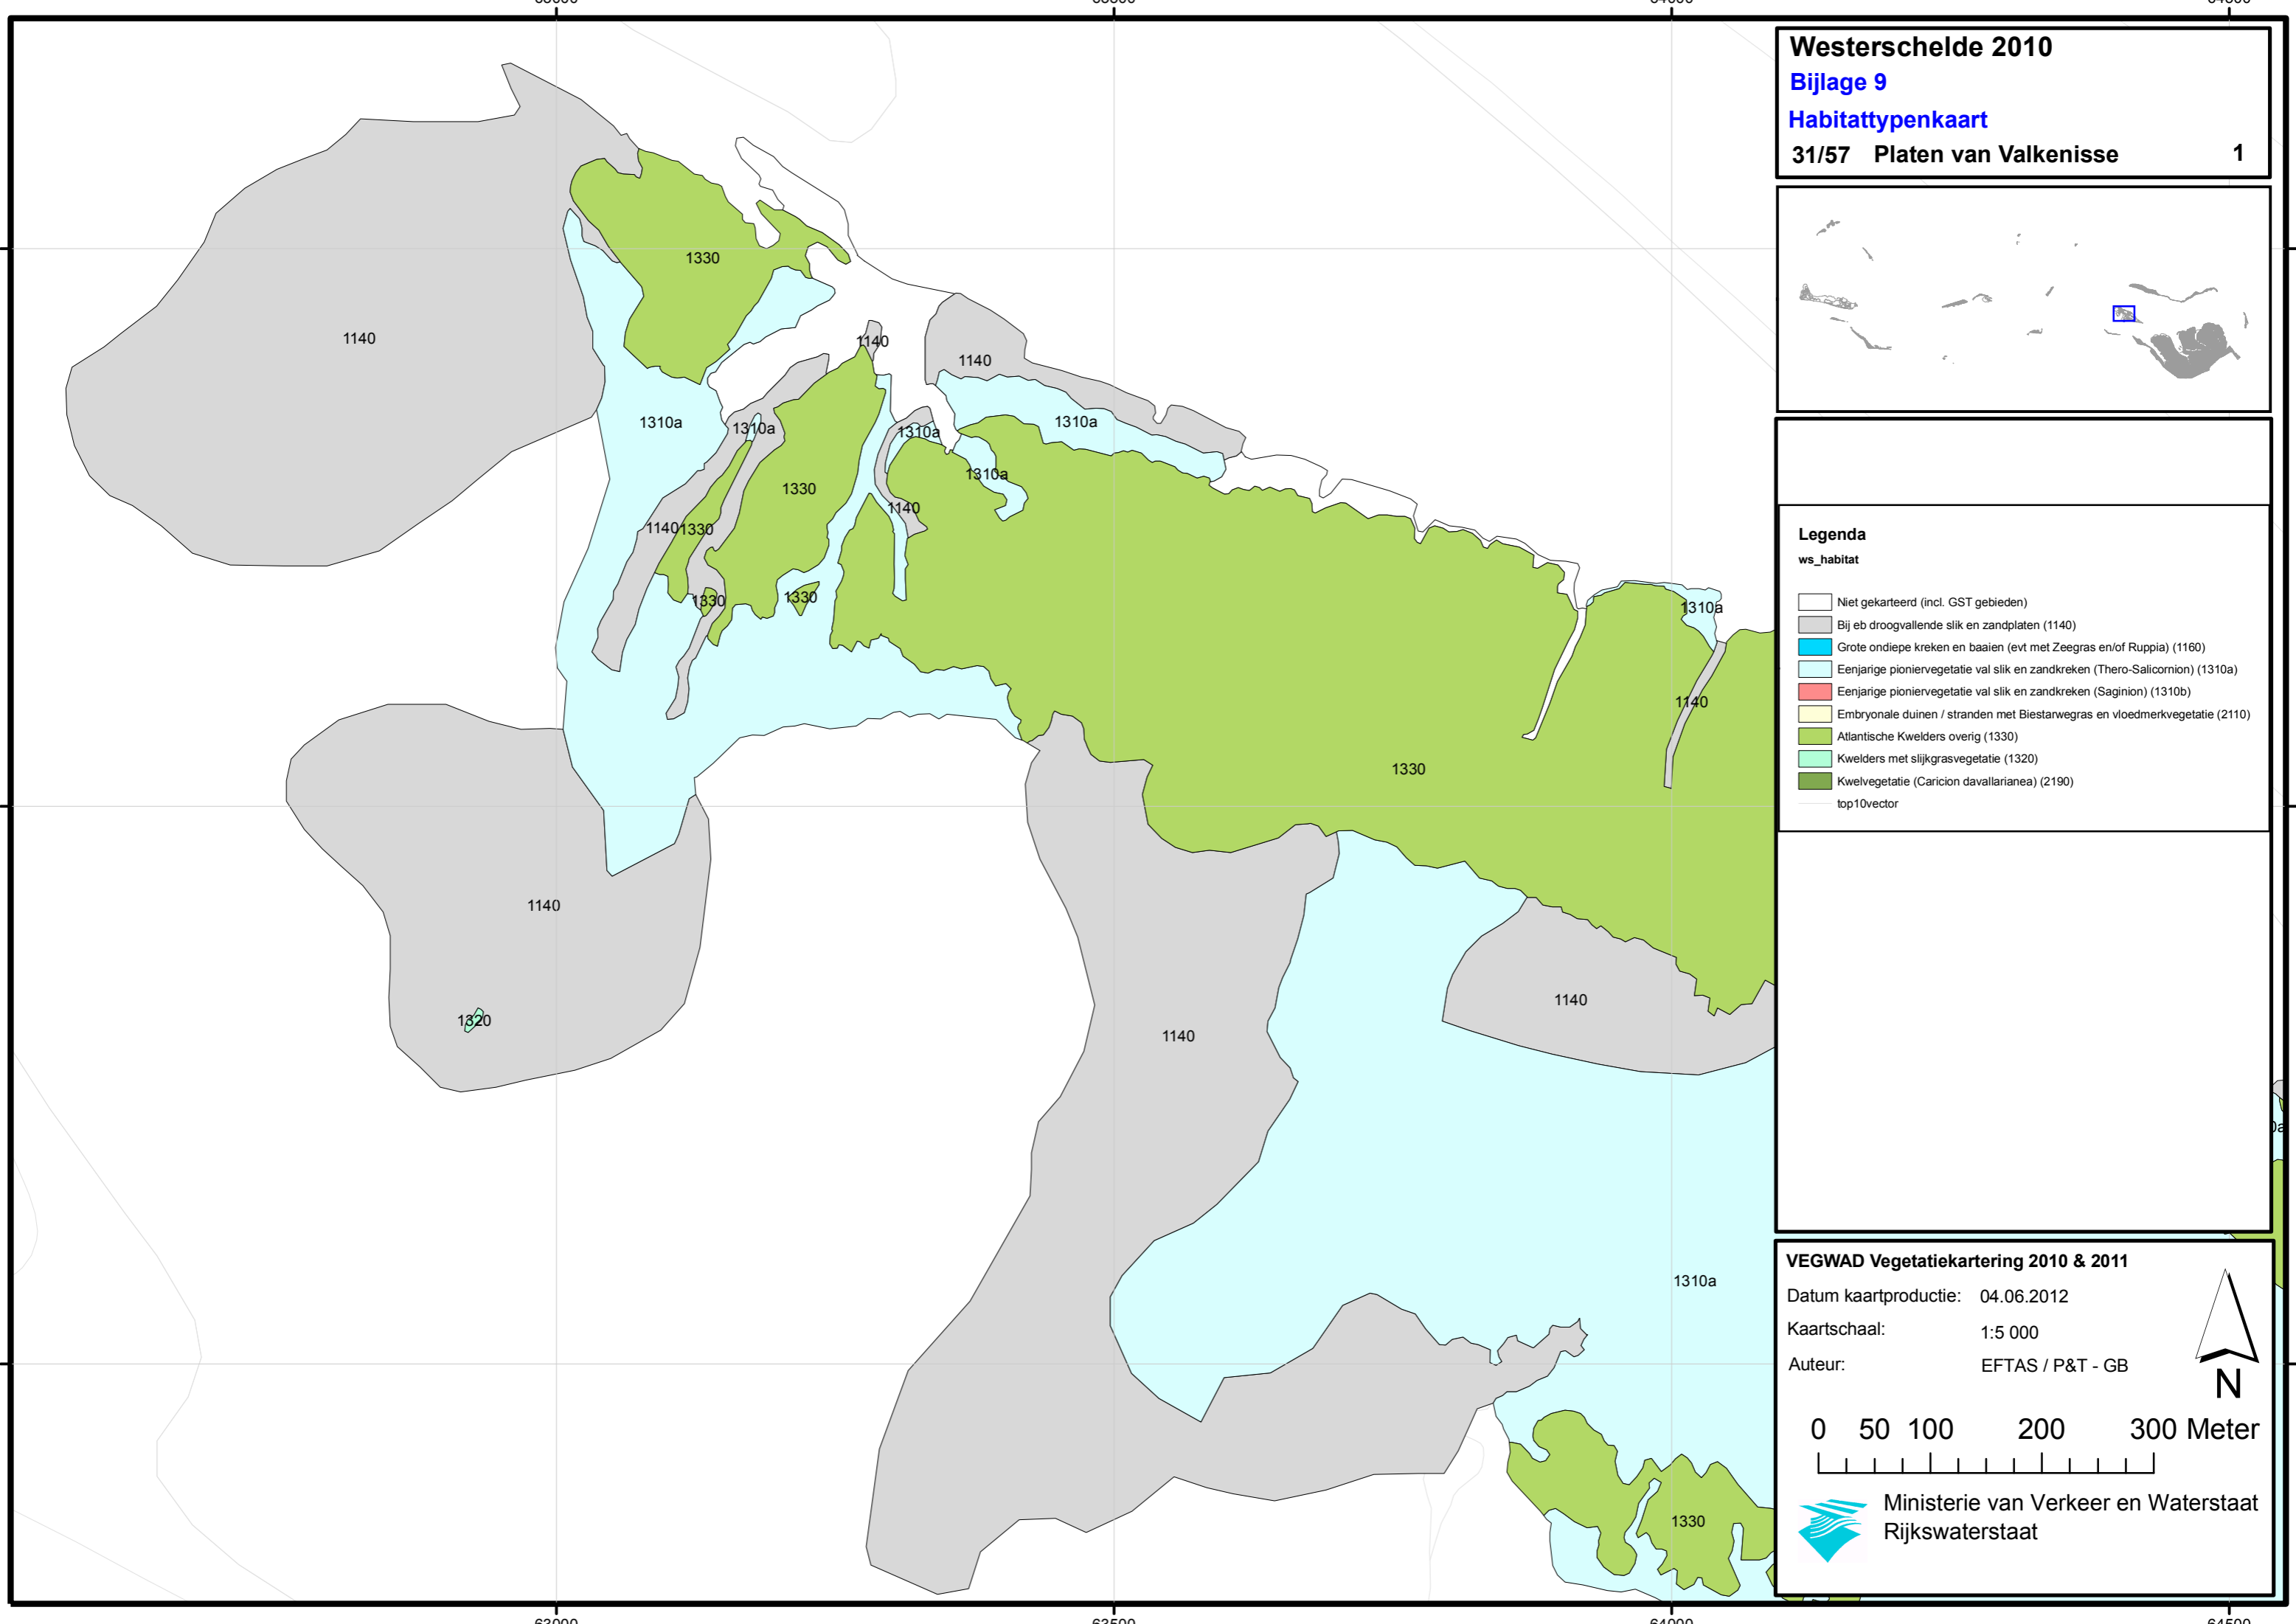 Westerschelde 2010
Bijlage 9
Habitattypenkaart
31/57 Platen van Valkenisse 1
1330
1140
1140
1140
1310a
1310a
1310a
1310a
1310a
1330
1140
1140
1330
1330
1330
1310a
1140
1330
1140
1320
1140
1140
1310a
1330
Legenda
ws_habitat
Niet gekarteerd (incl. GST gebieden)
Bij eb droogvallende slik en zandplaten (1140)
Grote ondiepe kreken en baaien (evt met Zeegras en/of Ruppia) (1160)
Eenjarige pioniervegetatie val slik en zandkreken (Thero-Salicornion) (1310a)
Eenjarige pioniervegetatie val slik en zandkreken (Saginion) (1310b)
Embryonale duinen / stranden met Biestarwegras en vloedmerkvegetatie (2110)
Atlantische Kwelders overig (1330)
Kwelders met slijkgrasvegetatie (1320)
Kwelvegetatie (Caricion davallarianea) (2190)
top10vector
VEGWAD Vegetatiekartering 2010 & 2011
Datum kaartproductie: 04.06.2012
Kaartschaal: 1:5 000
Auteur: EFTAS / P&T - GB
N
0 50 100 200 300 Meter
Ministerie van Verkeer en Waterstaat
Rijkswaterstaat